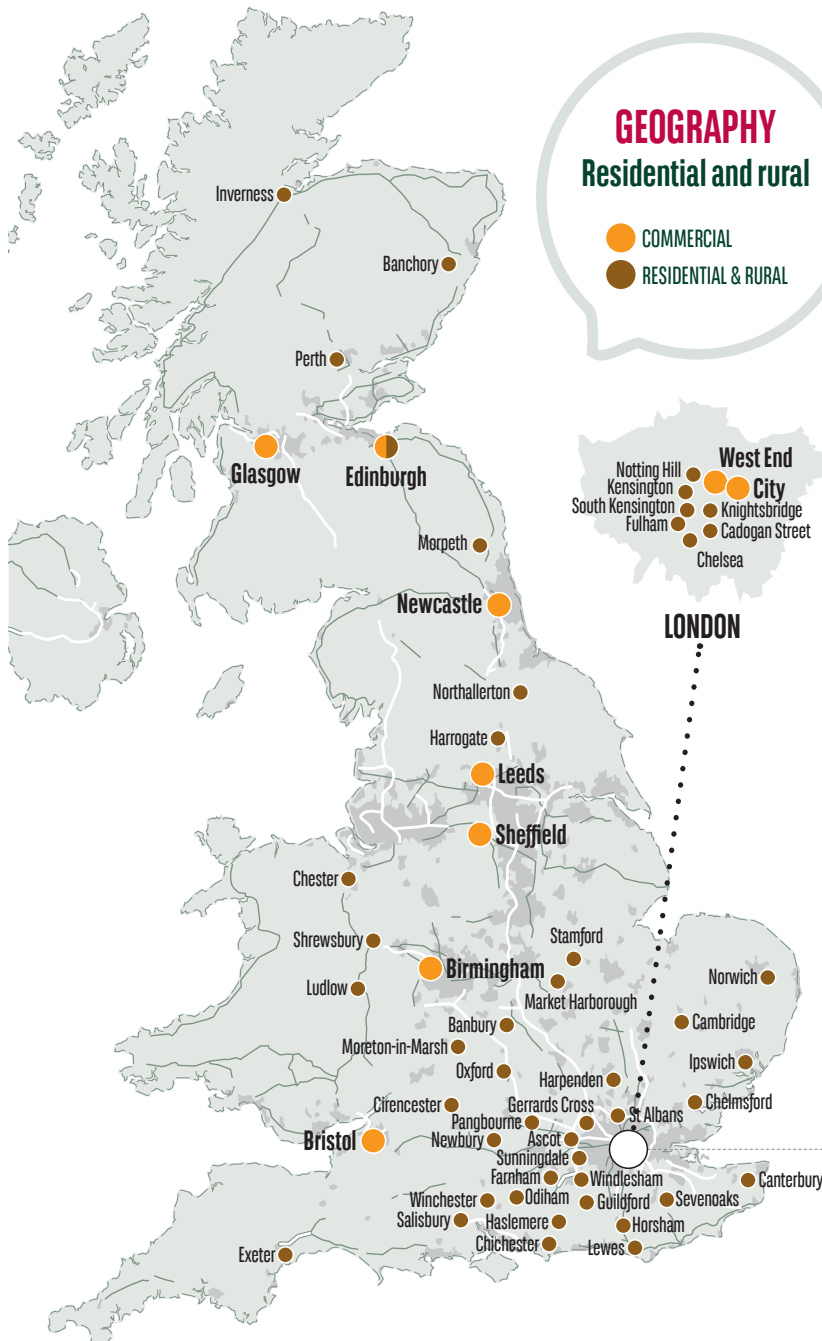 GEOGRAPHY
Residential and rural
COMMERCIAL
RESIDENTIAL & RURAL
Inverness
Banchory
Perth
Glasgow
Edinburgh
Morpeth
Newcastle
Northallerton
Harrogate
Leeds
Sheffield
West End
Notting Hill
Kensington
City
South Kensington
Knightsbridge
Fulham
Cadogan Street
Chelsea
LONDON
Chester
Shrewsbury
Stamford
Birmingham
Norwich
Ludlow
Market Harborough
Banbury
Cambridge
Moreton-in-Marsh
Ipswich
Oxford
Harpenden
Cirencester
Gerrards Cross
Chelmsford
Pangbourne
St Albans
Bristol
Newbury
Ascot
Sunningdale
Farnham
Windlesham
Canterbury
Winchester
Odiham
Guildford
Sevenoaks
Salisbury
Haslemere
Horsham
Chichester
Lewes
Exeter